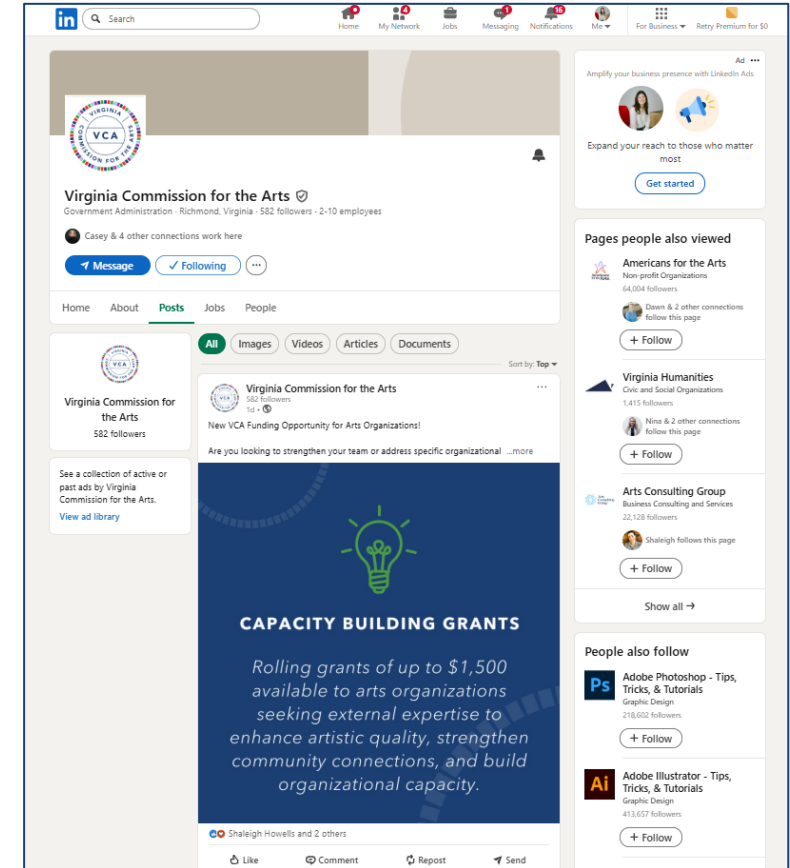 in
Search
Home
4
My Network
Jobs
Messaging
16
Notifications
Me
For Business
Retry Premium for $0
VIRGINIA
VCA
COMMISSION FOR THE ARTS
Virginia Commission for the Arts
Government Administration · Richmond, Virginia · 582 followers · 2-10 employees
Casey & 4 other connections work here
Message
Following
Home
About
Posts
Jobs
People
Virginia Commission for
the Arts
582 followers
See a collection of active or
past ads by Virginia
Commission for the Arts.
View ad library
All
Images
Videos
Articles
Documents
Sort by: Top
Virginia Commission for the Arts
582 followers
1d •
New VCA Funding Opportunity for Arts Organizations!
Are you looking to strengthen your team or address specific organizational ...more
CAPACITY BUILDING GRANTS
Rolling grants of up to $1,500
available to arts organizations
seeking external expertise to
enhance artistic quality, strengthen
community connections, and build
organizational capacity.
Shaleigh Howells and 2 others
Like
Comment
Repost
Send
Ad
Amplify your business presence with LinkedIn Ads
Expand your reach to those who matter
most
Get started
Pages people also viewed
Americans for the Arts
Non-profit Organizations
64,004 followers
Dawn & 2 other connections
follow this page
+ Follow
Virginia Humanities
Civic and Social Organizations
1,415 followers
Nina & 2 other connections
follow this page
+ Follow
Arts Consulting Group
Business Consulting and Services
22,128 followers
Shaleigh follows this page
+ Follow
Show all →
People also follow
Ps
Adobe Photoshop - Tips,
Tricks, & Tutorials
Graphic Design
218,602 followers
+ Follow
Ai
Adobe Illustrator - Tips,
Tricks, & Tutorials
Graphic Design
413,657 followers
+ Follow